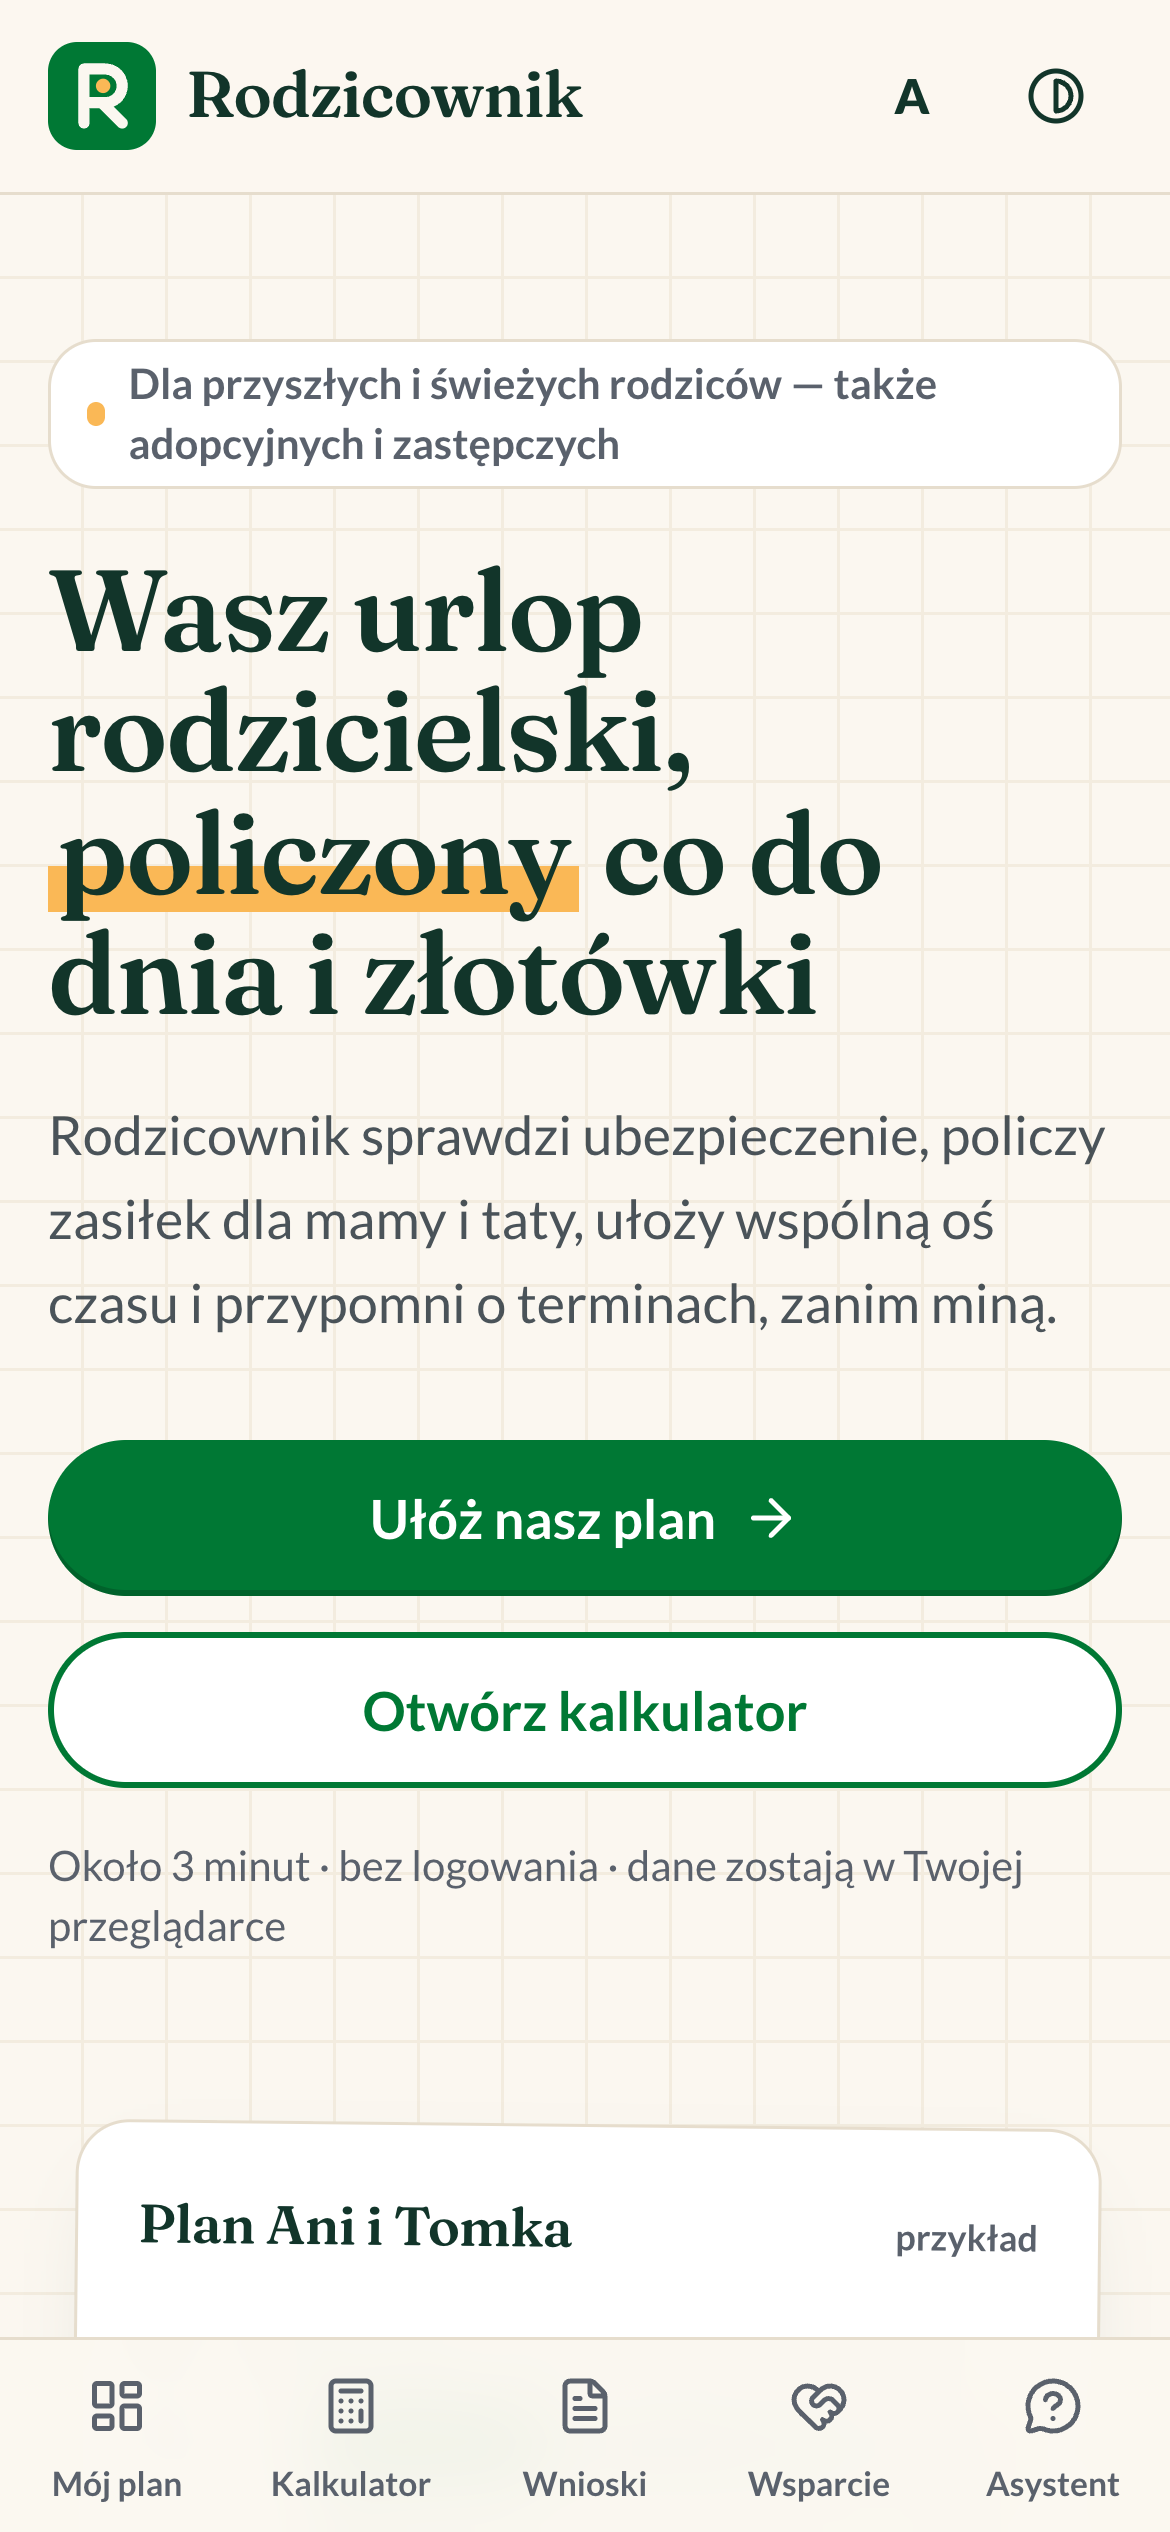 R Rodzicownik A
Dla przyszłych i świeżych rodziców — także
adopcyjnych i zastępczych
Wasz urlop
rodzicielski,
policzony co do
dnia i złotówki
Rodzicownik sprawdzi ubezpieczenie, policzy
zasiłek dla mamy i taty, ułoży wspólną oś
czasu i przypomni o terminach, zanim miną.
Ułóż nasz plan →
Otwórz kalkulator
Około 3 minut · bez logowania · dane zostają w Twojej
przeglądarce
Plan Ani i Tomka przykład
Mój plan Kalkulator Wnioski Wsparcie Asystent